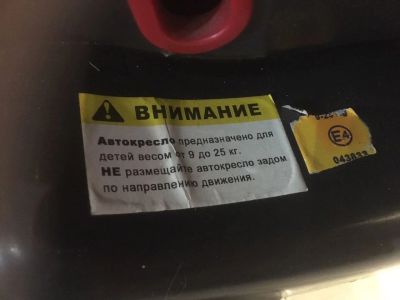 ВНИМАНИЕ
Автокресло предназначено для
детей весом от 9 до 25 кг.
НЕ размещайте автокресло задом
по направлению движения.
E4